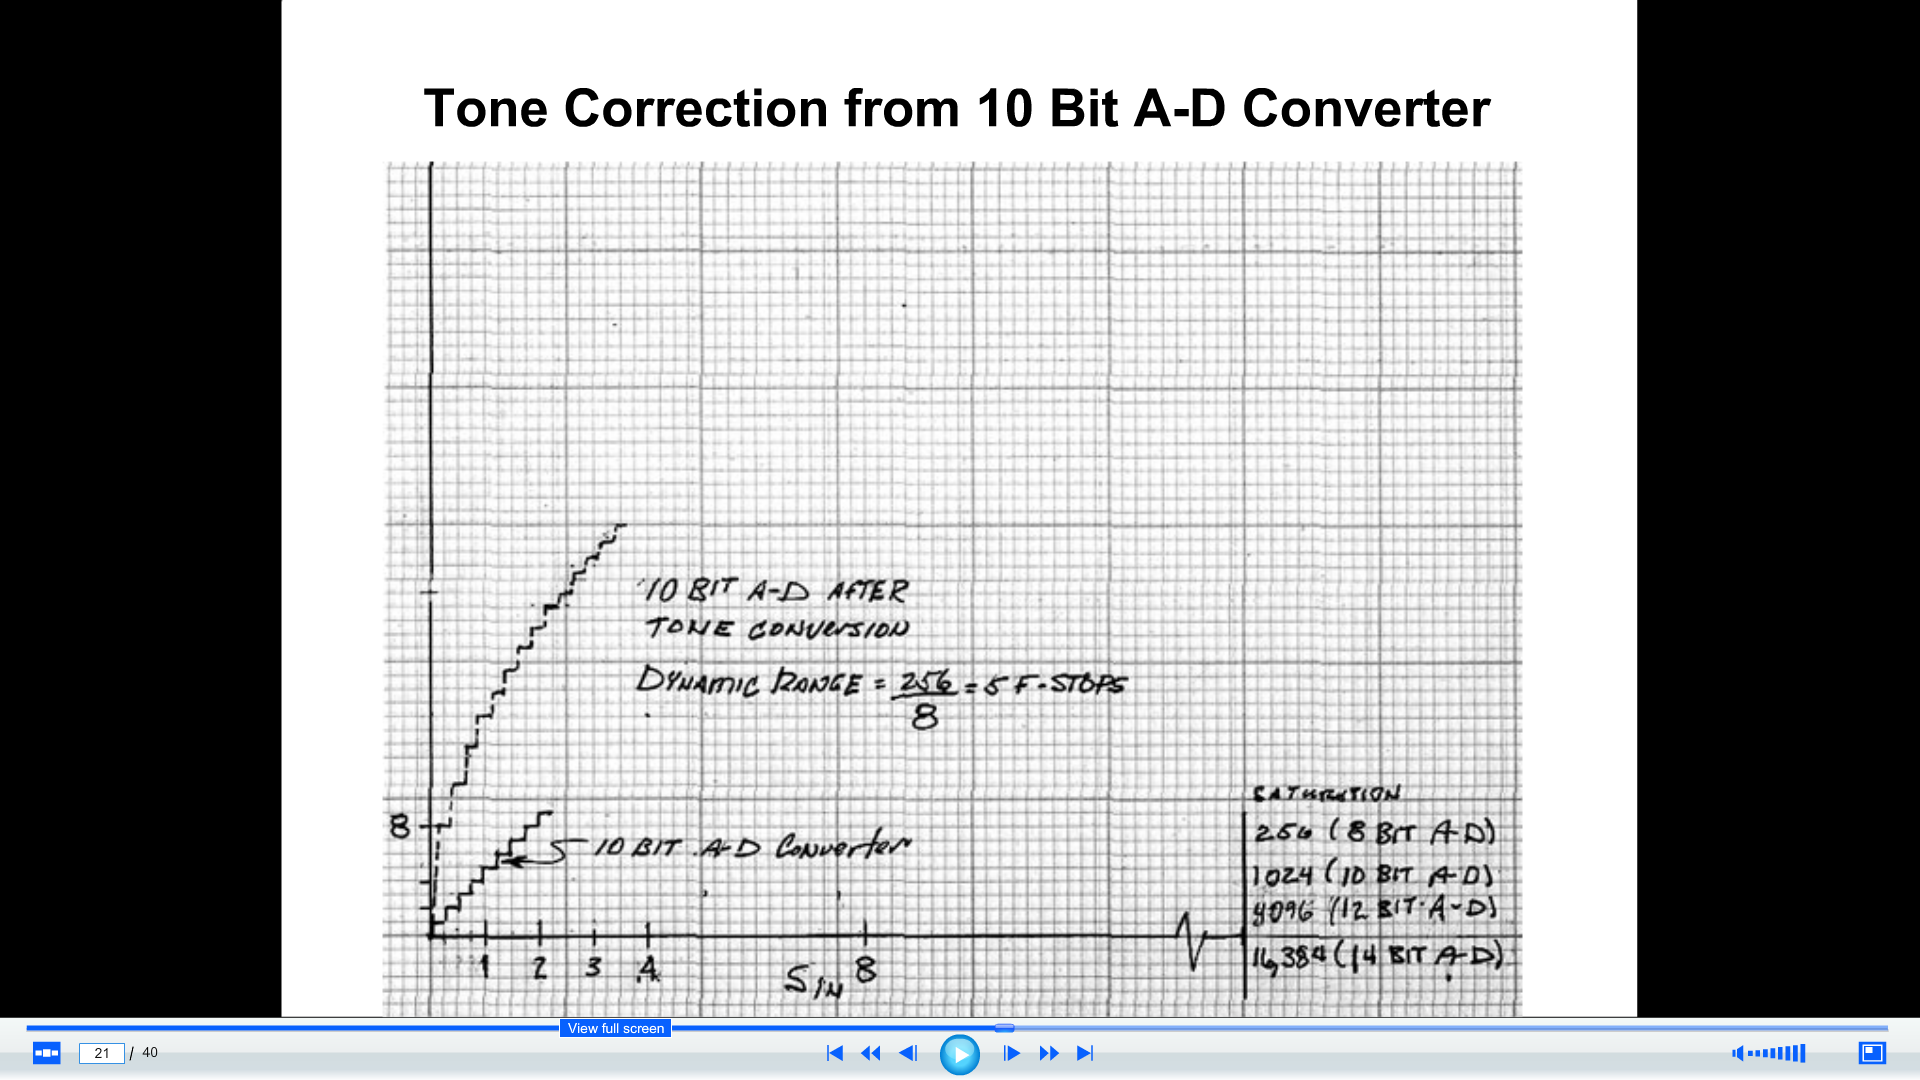 Tone Correction from 10 Bit A-D Converter
10 BIT A-D AFTER
TONE CONVERSION
DYNAMIC RANGE = 256/8 = 5 F-STOPS
SATURATION
8
256 (8 BIT A-D)
10 BIT A-D Converter
1024 (10 BIT A-D)
4096 (12 BIT A-D)
16,384 (14 BIT A-D)
1 2 3 4 8
S IN
View full screen
21 / 40